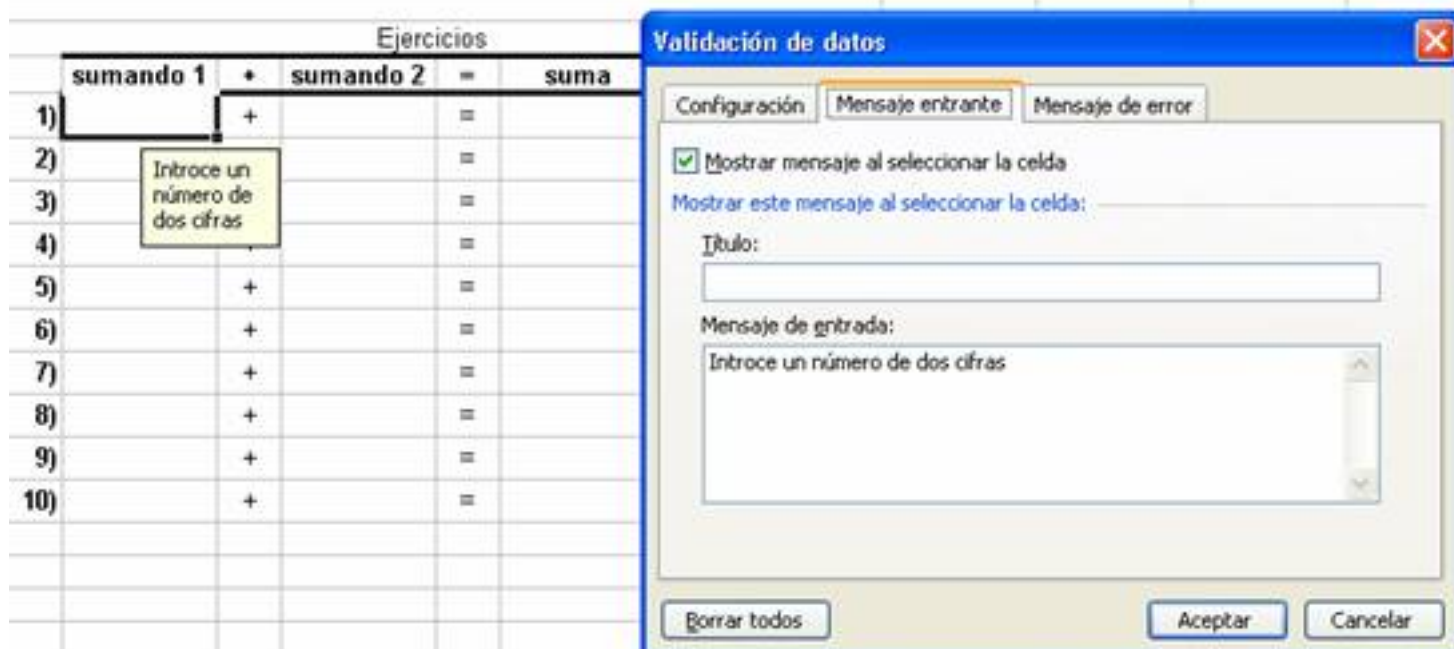 Ejercicios
sumando 1 + sumando 2 = suma
1) + =
2) =
3) =
4) =
5) + =
6) + =
7) + =
8) + =
9) + =
10) + =
Introce un
número de
dos cifras
Validación de datos
Configuración Mensaje entrante Mensaje de error
Mostrar mensaje al seleccionar la celda
Mostrar este mensaje al seleccionar la celda:
Título:
Mensaje de entrada:
Introce un número de dos cifras
Borrar todos Aceptar Cancelar